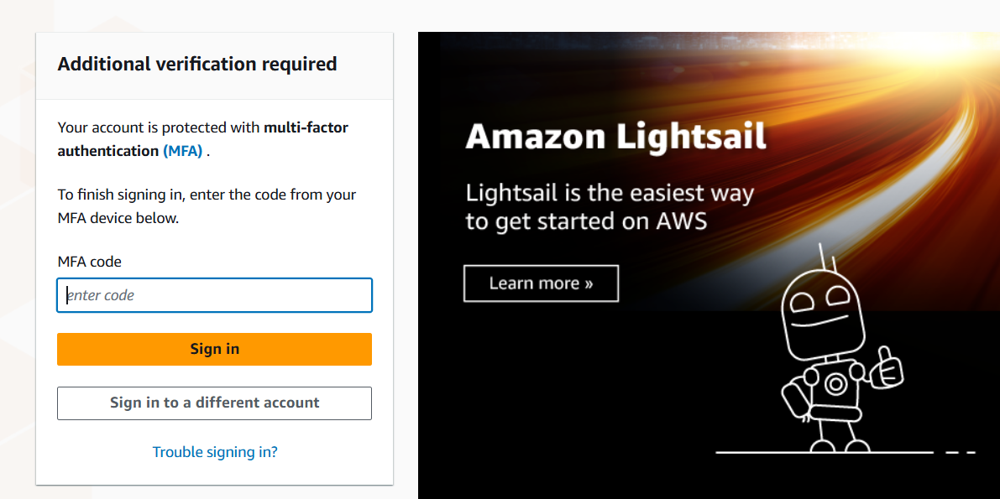 Additional verification required
Your account is protected with multi-factor
authentication (MFA) .
To finish signing in, enter the code from your
MFA device below.
MFA code
enter code
Sign in
Sign in to a different account
Trouble signing in?
Amazon Lightsail
Lightsail is the easiest way
to get started on AWS
Learn more »